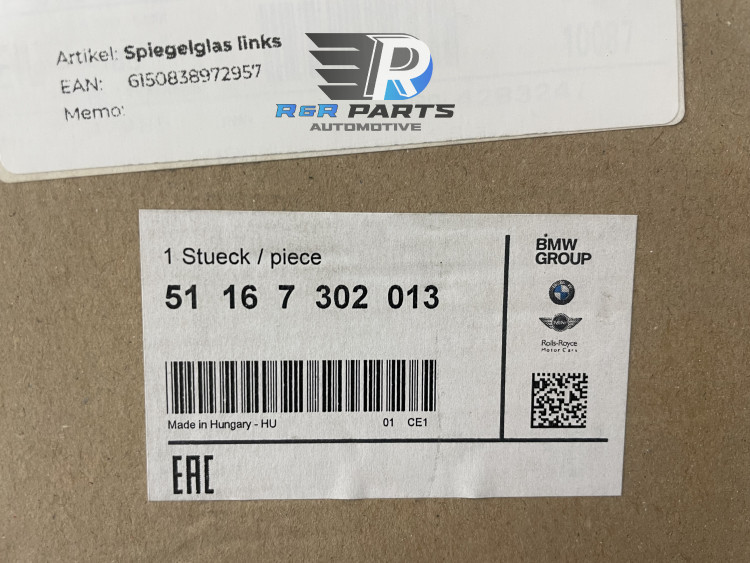 Artikel: Spiegelglas links
EAN: 6150838972957
Memo:
R&R PARTS
AUTOMOTIVE
1 Stueck / piece
51 16 7 302 013
Made in Hungary - HU 01 CE1
EAC
BMW
GROUP
MINI
Rolls-Royce
Motor Cars